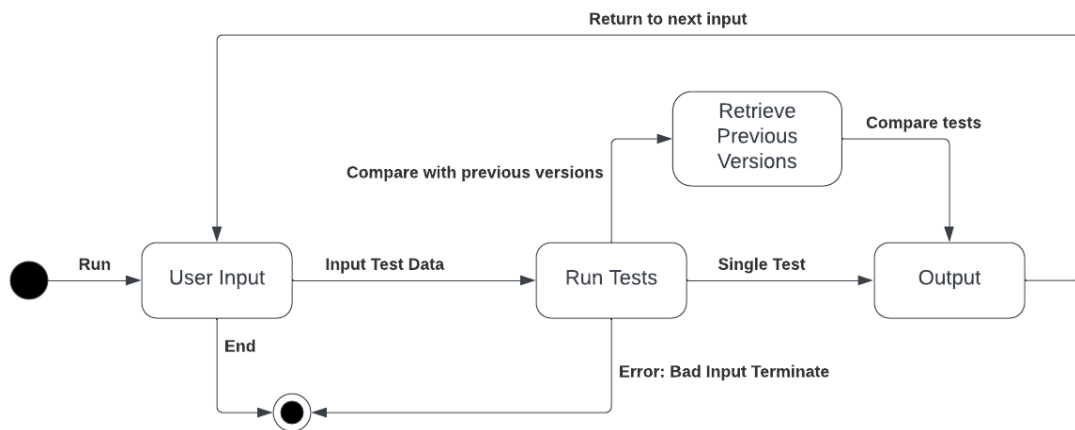 Return to next input
Retrieve
Previous
Versions
Compare tests
Compare with previous versions
Run
User Input
Input Test Data
Run Tests
Single Test
Output
End
Error: Bad Input Terminate